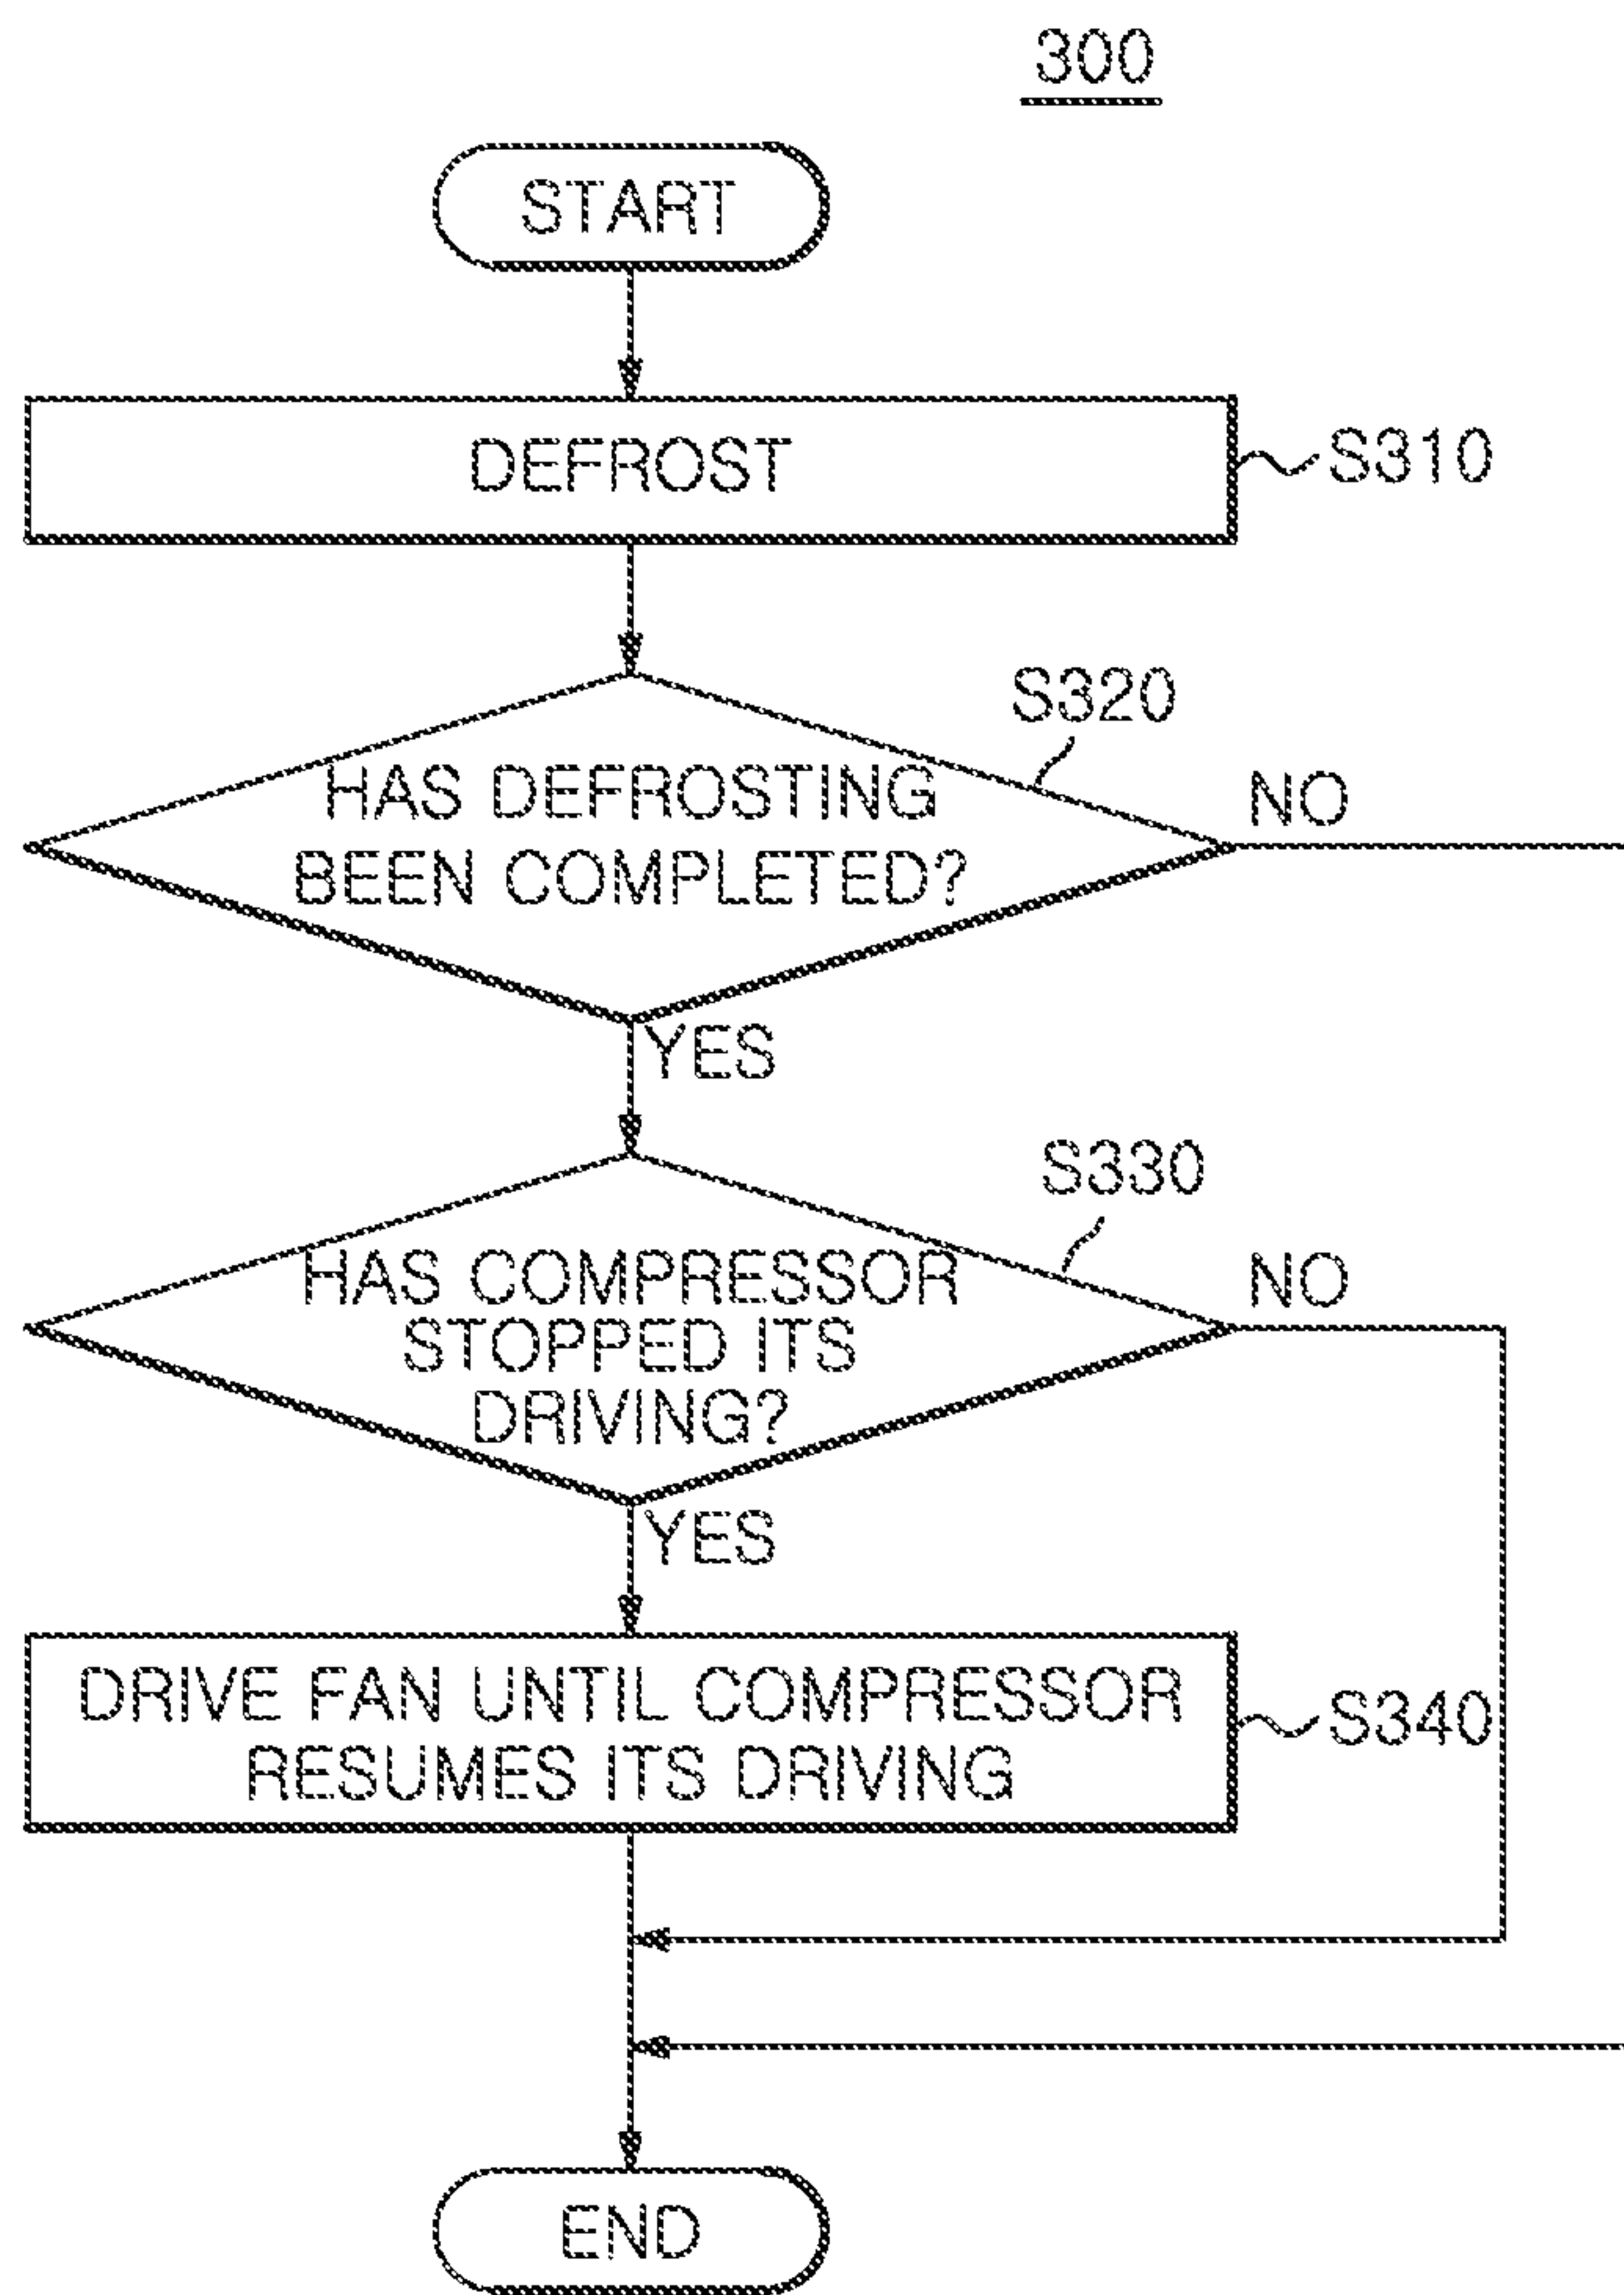 300
START
DEFROST
S310
S320
HAS DEFROSTING
BEEN COMPLETED?
NO
YES
S330
HAS COMPRESSOR
STOPPED ITS
DRIVING?
NO
YES
DRIVE FAN UNTIL COMPRESSOR
RESUMES ITS DRIVING
S340
END